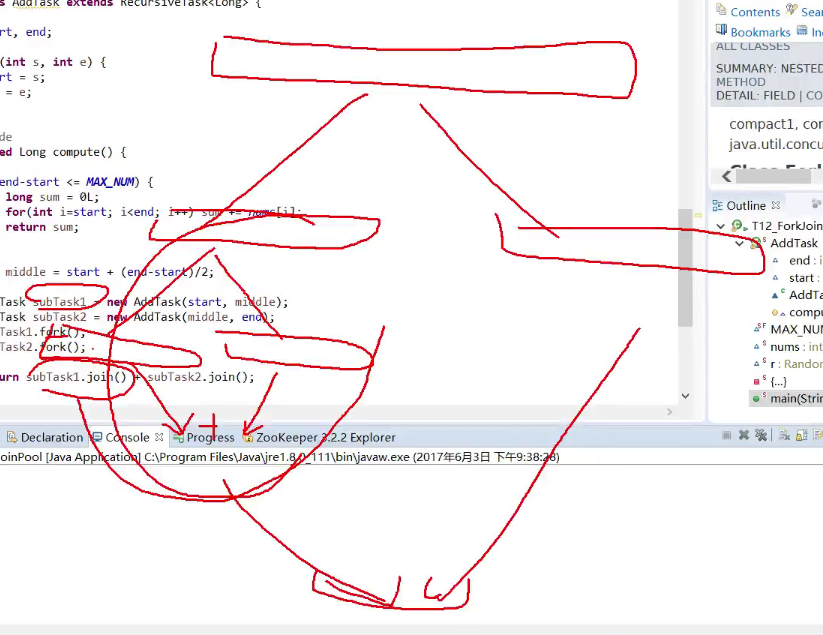 s AddTask extends RecursiveTask<Long> {
rt, end;
(int s, int e) {
rt = s;
= e;
de
ed Long compute() {
end-start <= MAX_NUM) {
long sum = 0L;
for(int i=start; i<end; i++) sum += nums[i];
return sum;
middle = start + (end-start)/2;
Task subTask1 = new AddTask(start, middle);
Task subTask2 = new AddTask(middle, end);
Task1.fork();
Task2.fork();
urn subTask1.join() + subTask2.join();
Contents Sear
Bookmarks In
ALL CLASSES
SUMMARY: NESTED
METHOD
DETAIL: FIELD | CO
compact1, con
java.util.concu
Outline
T12_ForkJoin
AddTask
end : i
start :
AddTa
compu
MAX_NUM
nums : int
r : Random
{...}
main(Strin
Declaration Console Progress ZooKeeper 3.2.2 Explorer
oinPool [Java Application] C:\Program Files\Java\jre1.8.0_111\bin\javaw.exe (2017年6月3日 下午9:38:28)
+